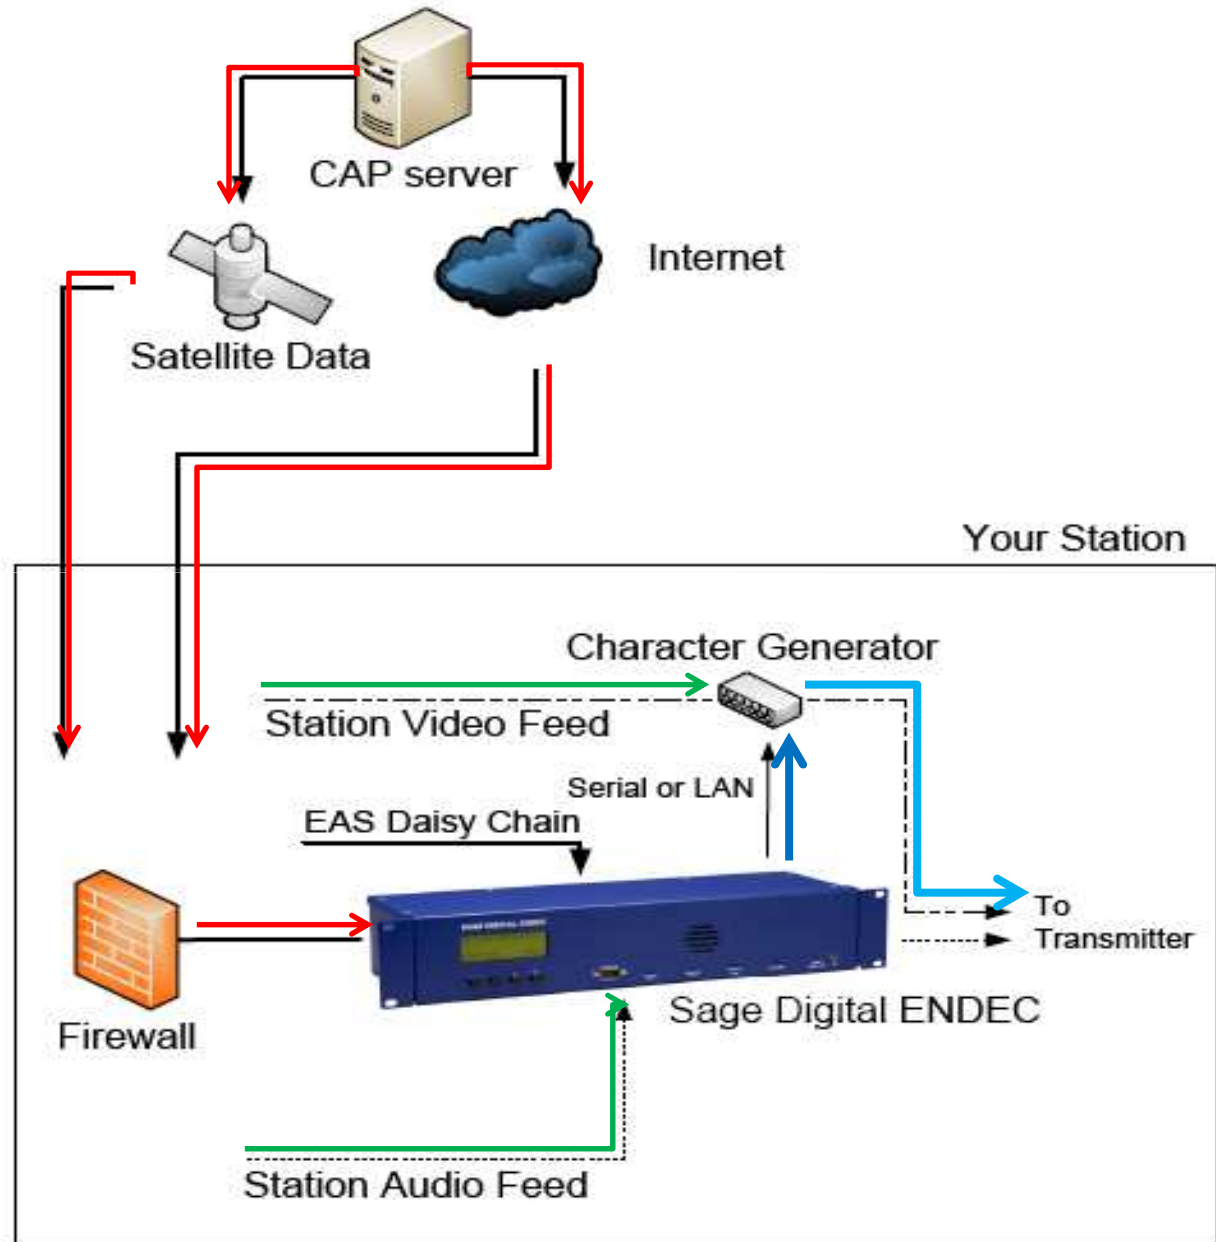 CAP server
Internet
Satellite Data
Your Station
Character Generator
Station Video Feed
Serial or LAN
EAS Daisy Chain
To
Transmitter
Sage Digital ENDEC
Firewall
Station Audio Feed